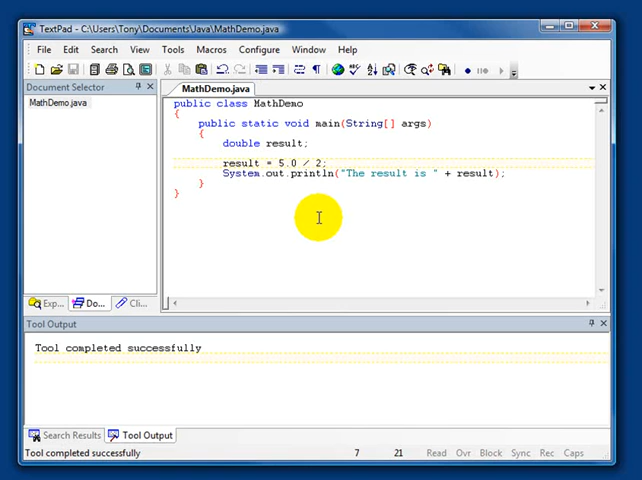 TextPad - C:\Users\Tony\Documents\Java\MathDemo.java
File Edit Search View Tools Macros Configure Window Help
Document Selector
MathDemo.java
MathDemo.java
public class MathDemo
{
public static void main(String[] args)
{
double result;
result = 5.0 / 2;
System.out.println("The result is " + result);
}
}
Exp... Do... Cli...
Tool Output
Tool completed successfully
Search Results Tool Output
Tool completed successfully 7 21 Read Ovr Block Sync Rec Caps